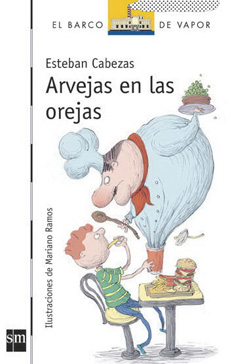 EL BARCO DE VAPOR
Esteban Cabezas
Arvejas en las
orejas
Ilustraciones de Mariano Ramos
sm